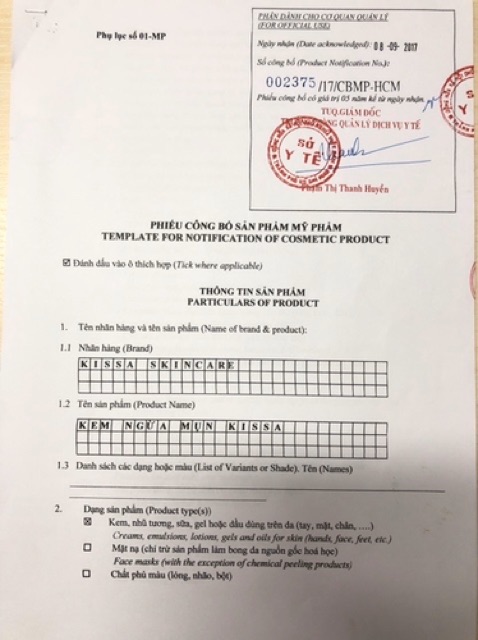 Phụ lục số 01-MP
PHẦN DÀNH CHO CƠ QUAN QUẢN LÝ
(FOR OFFICIAL USE)
Ngày nhận (Date acknowledged): 08-09-2017
Số công bố (Product Notification No.):
002375/17/CBMP-HCM
Phiếu công bố có giá trị 05 năm kể từ ngày nhận
TUQ.GIÁM ĐỐC
QUẢN LÝ DỊCH VỤ Y TẾ
SỞ
Y TẾ
Phạm Thị Thanh Huyền
PHIẾU CÔNG BỐ SẢN PHẨM MỸ PHẨM
TEMPLATE FOR NOTIFICATION OF COSMETIC PRODUCT
☑ Đánh dấu vào ô thích hợp (Tick where applicable)
THÔNG TIN SẢN PHẨM
PARTICULARS OF PRODUCT
1. Tên nhãn hàng và tên sản phẩm (Name of brand & product):
1.1 Nhãn hàng (Brand)
KISSA SKINCARE
1.2 Tên sản phẩm (Product Name)
KEM NGỪA MỤN KISSA
1.3 Danh sách các dạng hoặc màu (List of Variants or Shade). Tên (Names)
2. Dạng sản phẩm (Product type(s))
☒ Kem, nhũ tương, sữa, gel hoặc dầu dùng trên da (tay, mặt, chân, ….)
Creams, emulsions, lotions, gels and oils for skin (hands, face, feet, etc.)
☐ Mặt nạ (chỉ trừ sản phẩm làm bong da nguồn gốc hoá học)
Face masks (with the exception of chemical peeling products)
☐ Chất phủ màu (lỏng, nhão, bột)